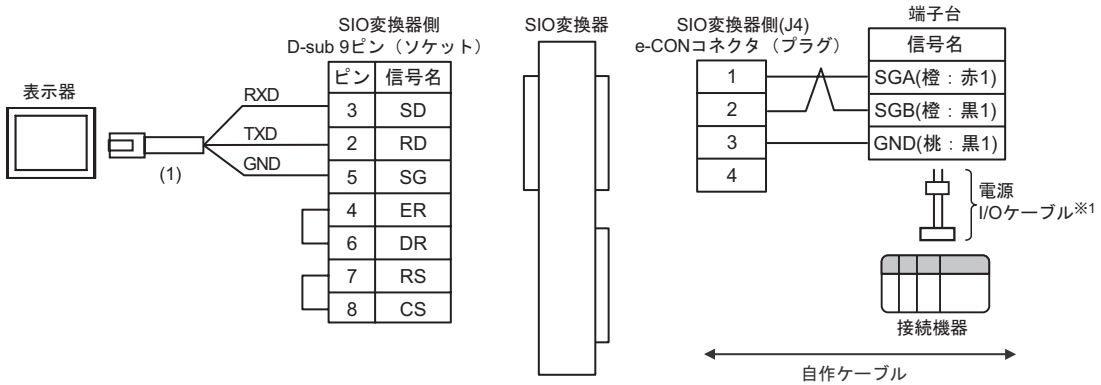 表示器
(1)
RXD
TXD
GND
SIO変換器側
D-sub 9ピン（ソケット）
ピン 信号名
3 SD
2 RD
5 SG
4 ER
6 DR
7 RS
8 CS
SIO変換器
SIO変換器側(J4)
e-CONコネクタ（プラグ）
1
2
3
4
端子台
信号名
SGA(橙：赤1)
SGB(橙：黒1)
GND(桃：黒1)
電源
I/Oケーブル※1
接続機器
自作ケーブル